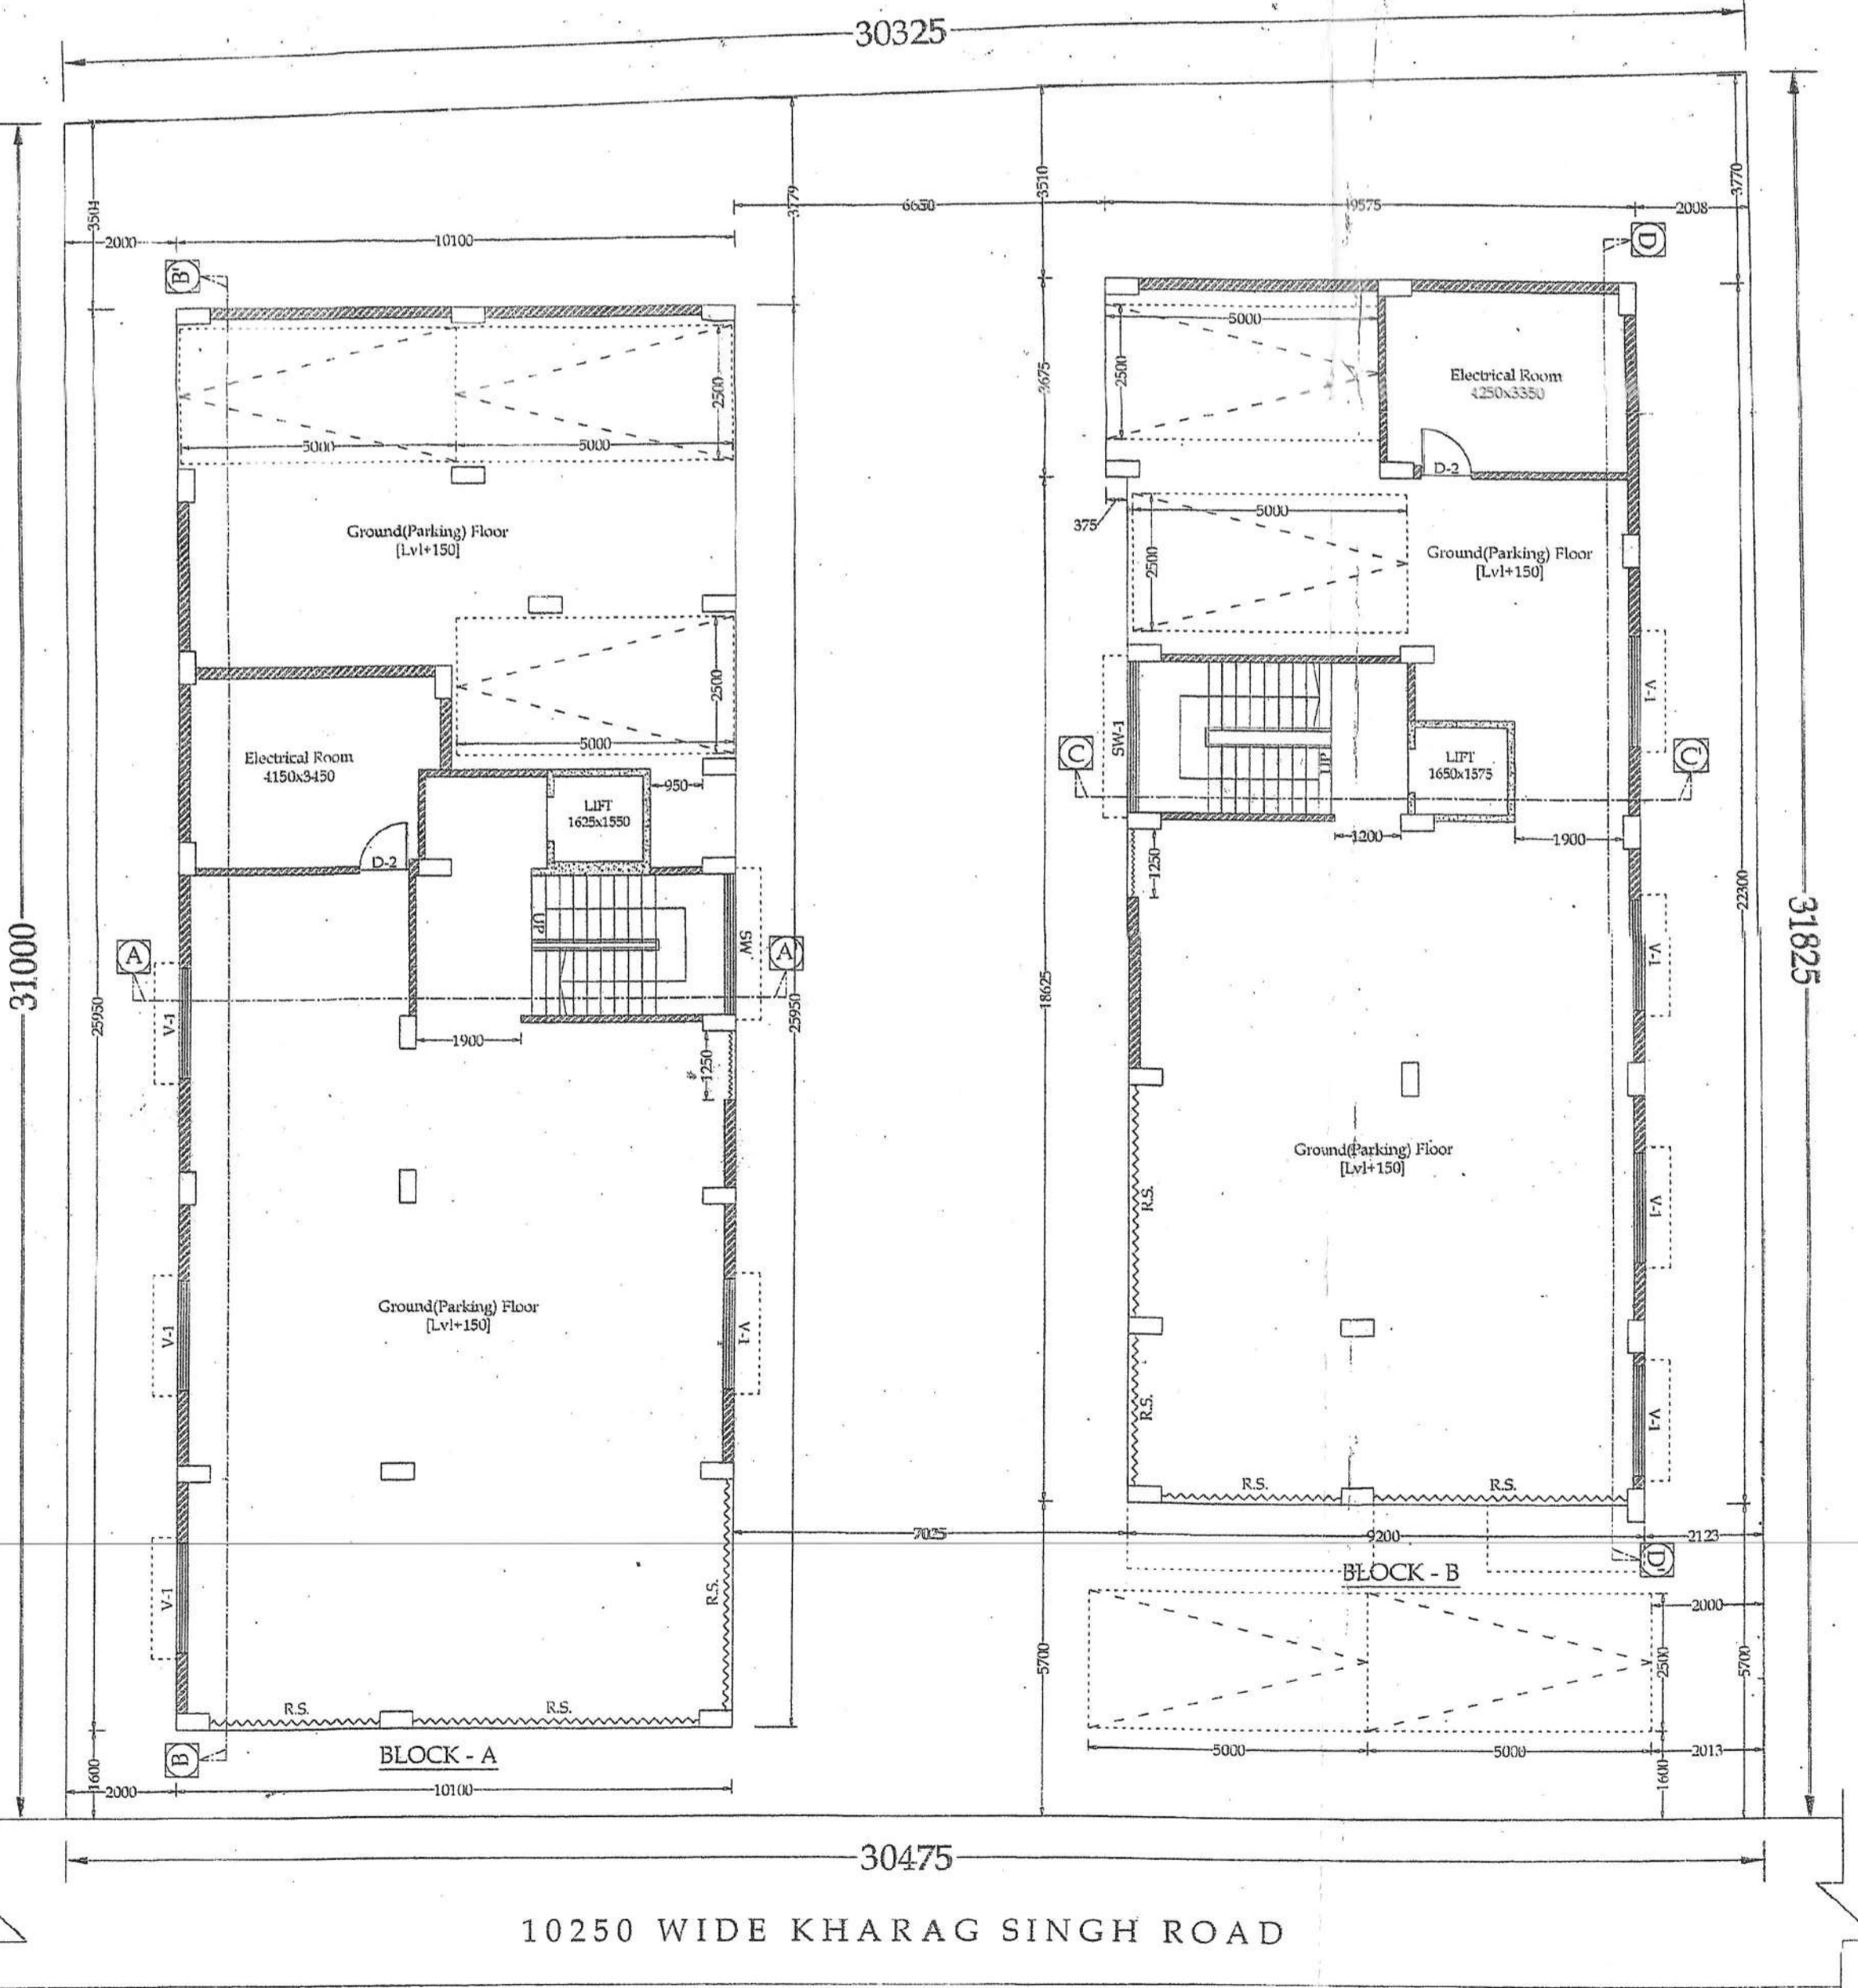 30325
3504
3779
3510
3770
6650
9575
2008
2000
10100
B'
D
5000
5000
2500
5000
2500
3675
Electrical Room
4250x3350
D-2
375
5000
2500
Ground(Parking) Floor
[Lvl+150]
Ground(Parking) Floor
[Lvl+150]
5000
2500
Electrical Room
4150x3450
D-2
LIFT
1625x1550
950
UP
SW
A
A
1900
1250
V-1
31000
25950
25950
SW-1
C
UP
LIFT
1650x1575
1200
1900
1250
V-1
V-1
V-1
V-1
18625
22300
31825
Ground(Parking) Floor
[Lvl+150]
R.S.
R.S.
R.S.
R.S.
Ground(Parking) Floor
[Lvl+150]
V-1
V-1
V-1
R.S.
R.S.
R.S.
7025
9200
2123
D'
BLOCK - B
2000
2500
5700
5700
5000
5000
2013
1600
B
BLOCK - A
1600
2000
10100
30475
10250 WIDE KHARAG SINGH ROAD